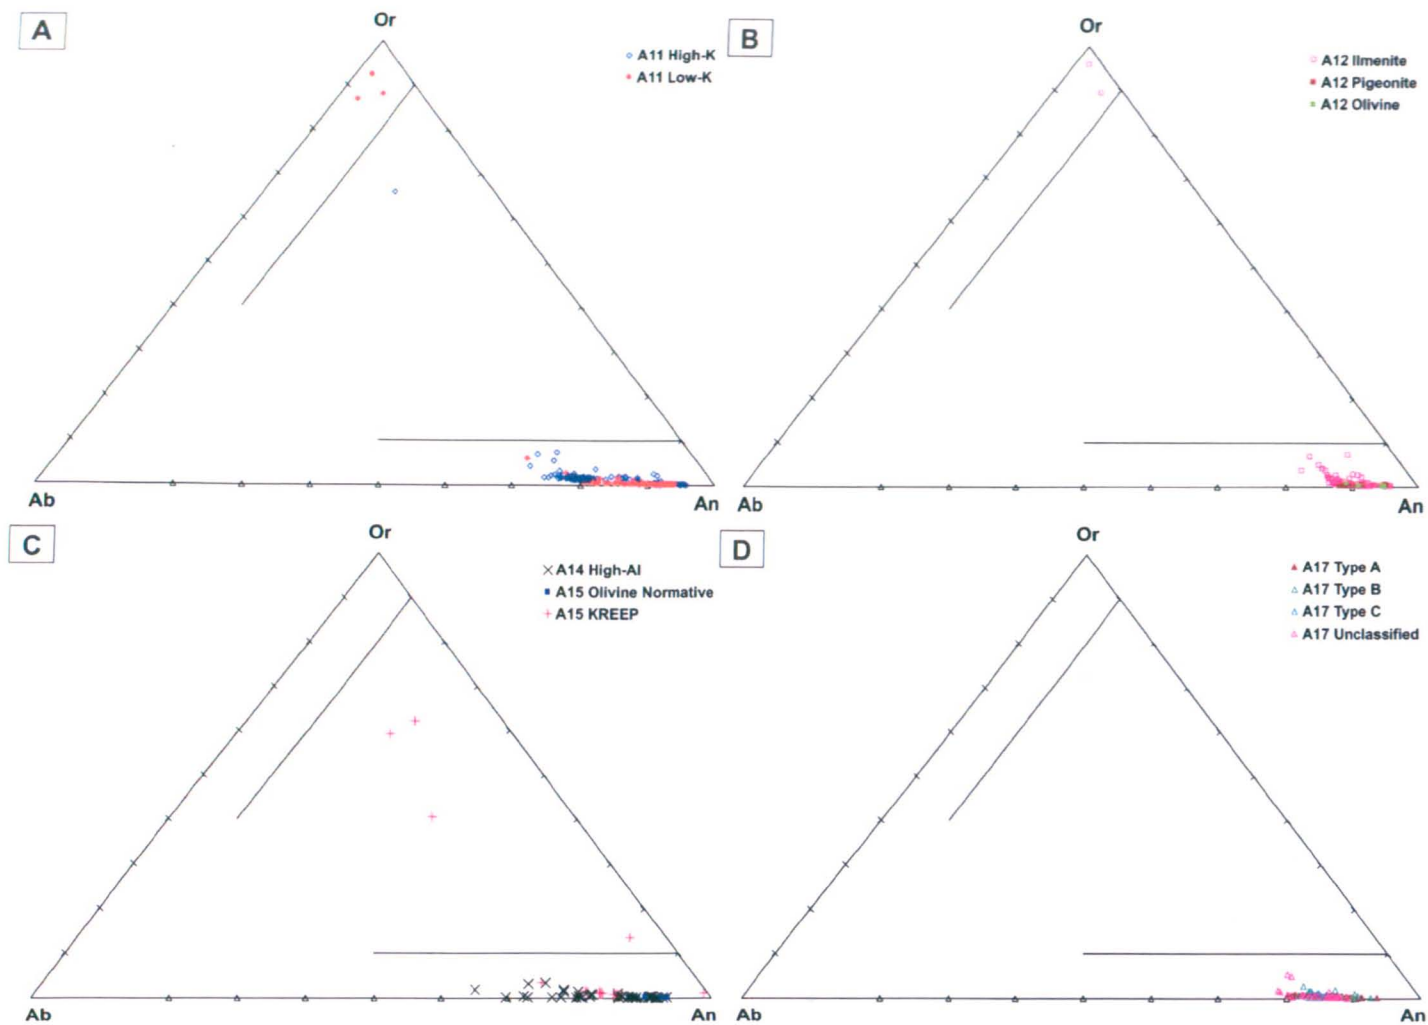 A
Or
A11 High-K
A11 Low-K
Ab
An
B
Or
A12 Ilmenite
A12 Pigeonite
A12 Olivine
Ab
An
C
Or
A14 High-Al
A15 Olivine Normative
A15 KREEP
Ab
An
D
Or
A17 Type A
A17 Type B
A17 Type C
A17 Unclassified
Ab
An